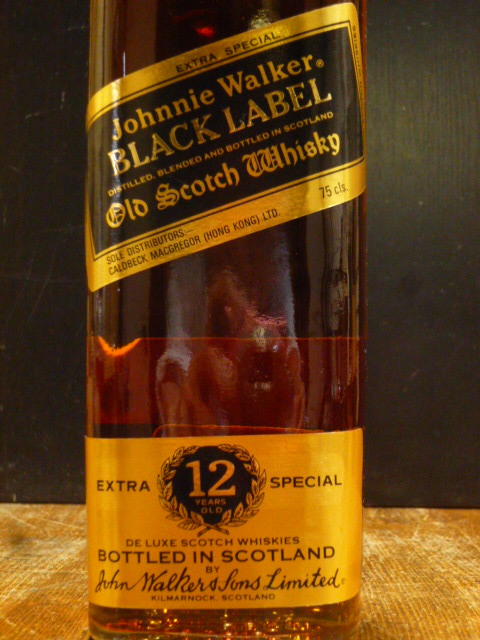 EXTRA SPECIAL
Johnnie Walker®
BLACK LABEL
DISTILLED, BLENDED AND BOTTLED IN SCOTLAND
Old Scotch Whisky
75 cls.
SOLE DISTRIBUTORS:—
CALDBECK MACGREGOR (HONG KONG) LTD.
EXTRA 12 SPECIAL
YEARS
OLD
DE LUXE SCOTCH WHISKIES
BOTTLED IN SCOTLAND
BY
John Walker & Sons Limited.
KILMARNOCK, SCOTLAND